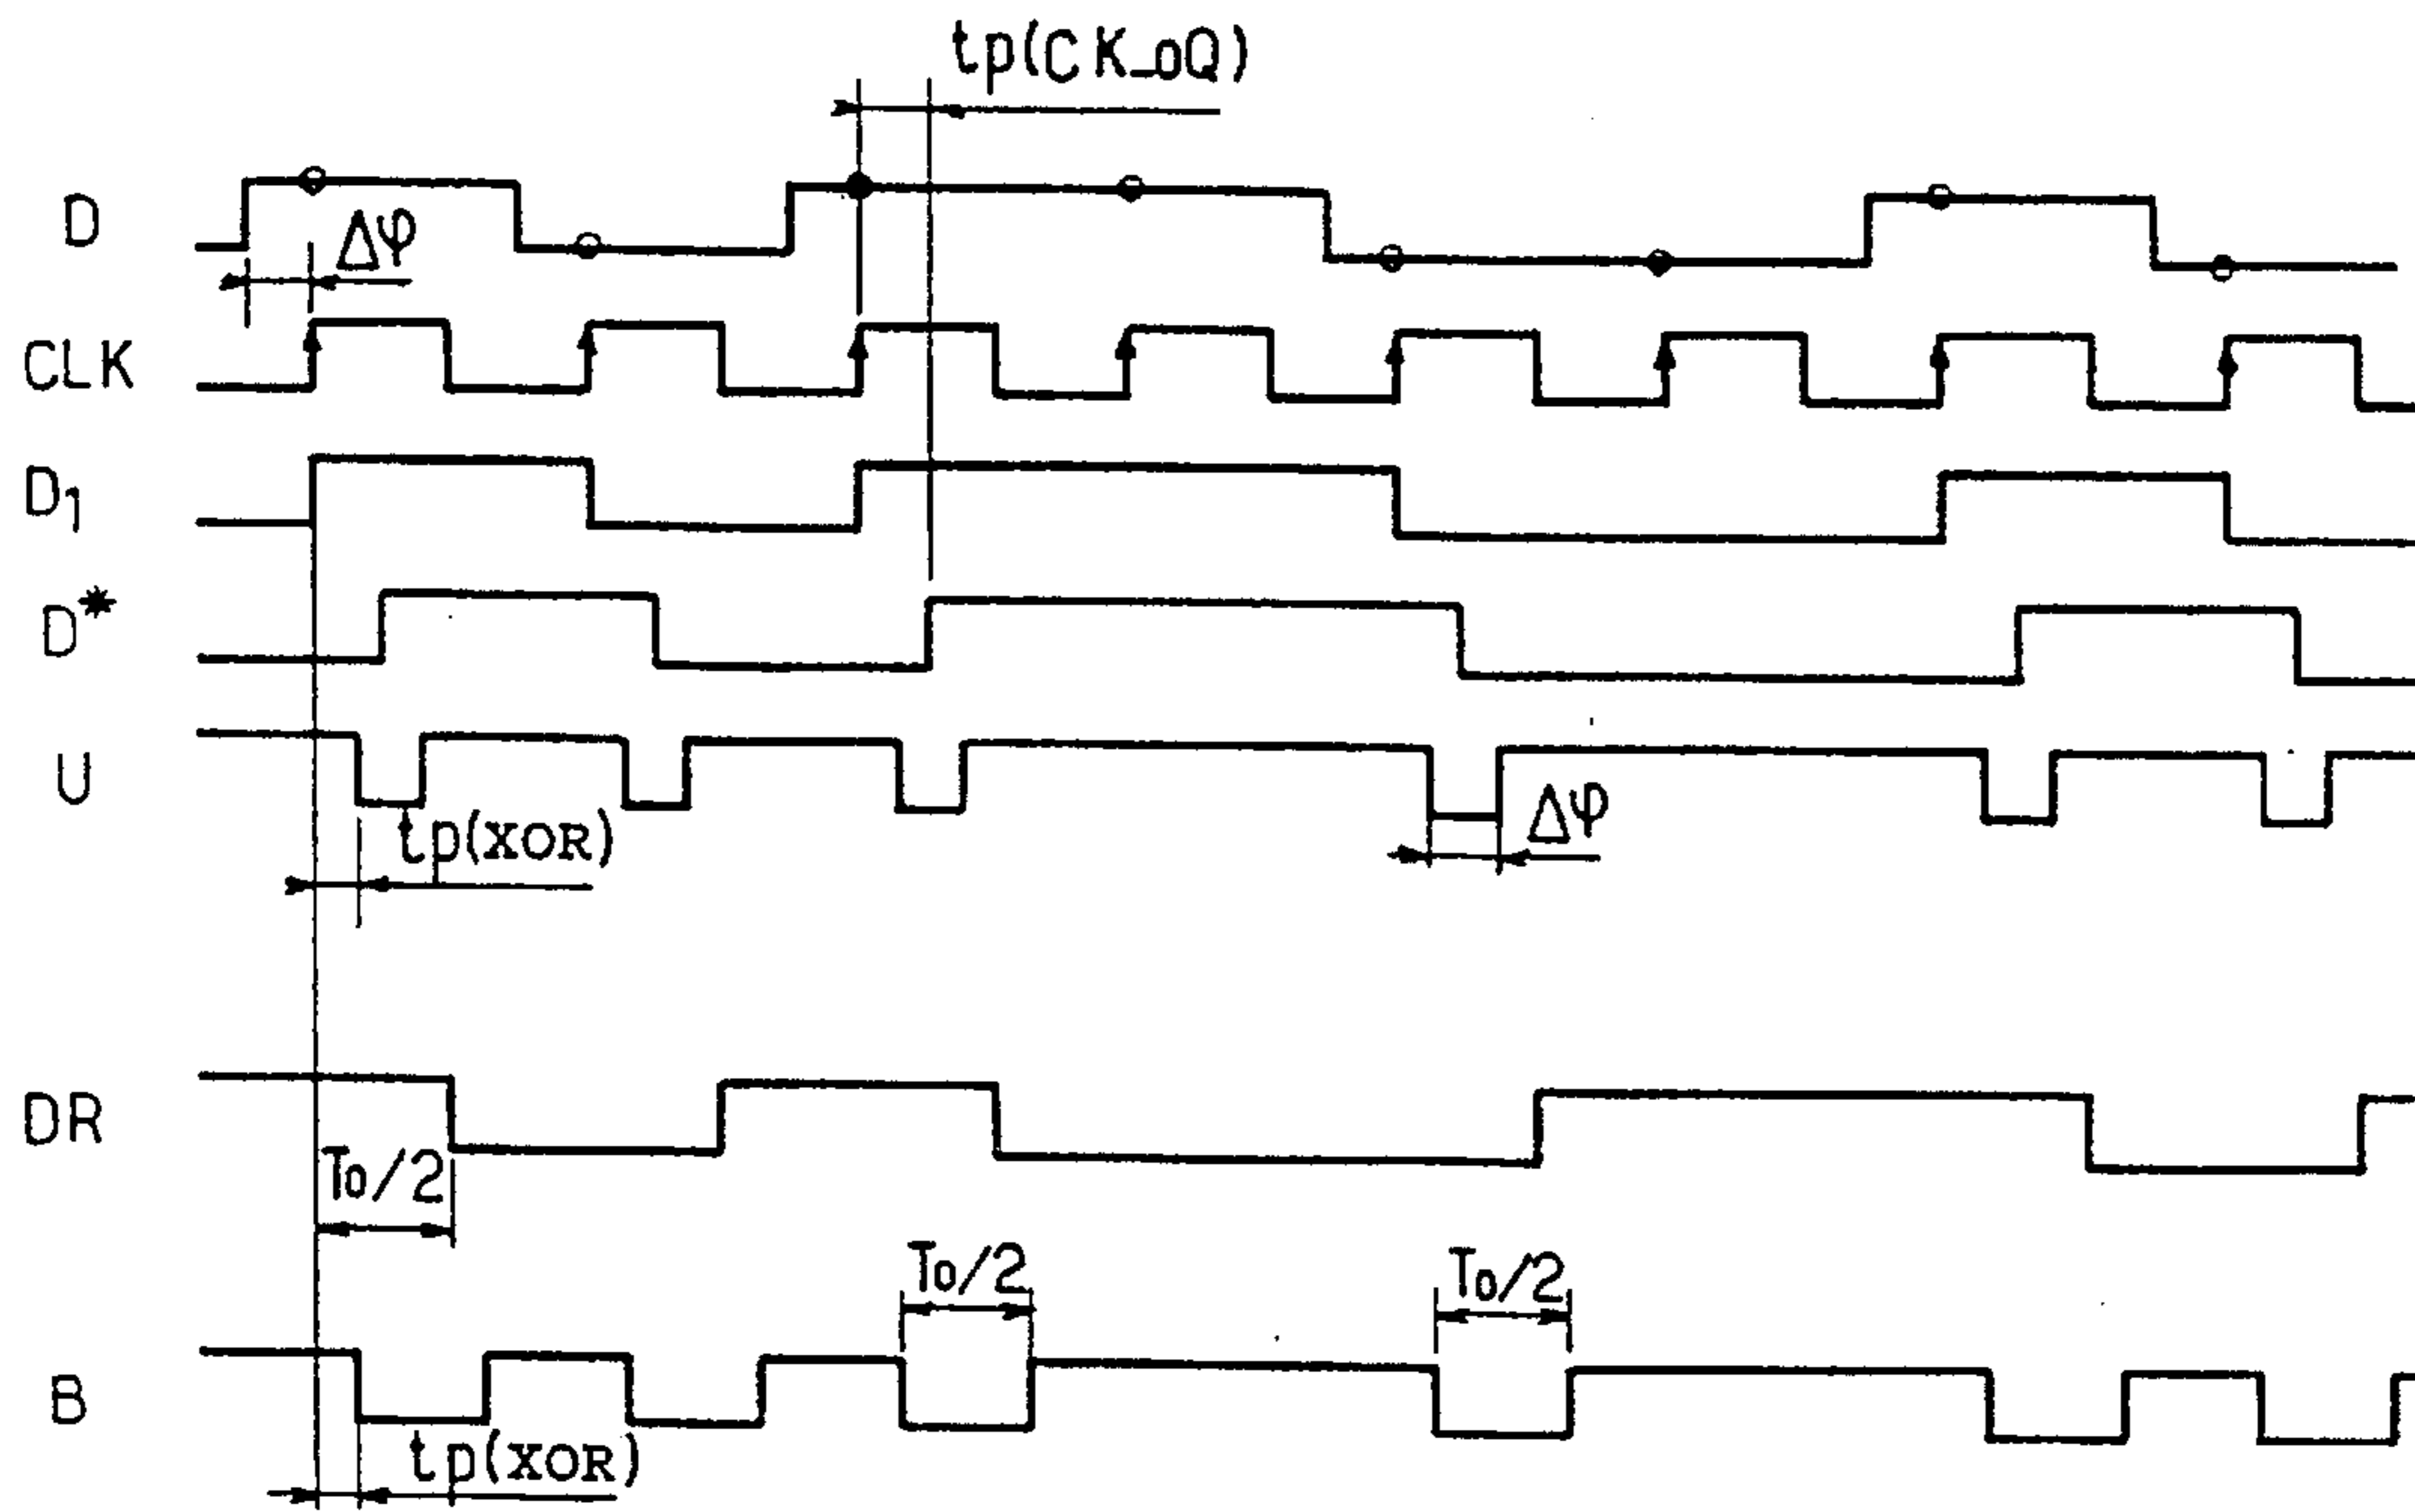 tp(CK_oQ)
D
Δφ
CLK
D1
D*
U
tp(XOR)
Δφ
DR
To/2
To/2
To/2
B
tp(XOR)